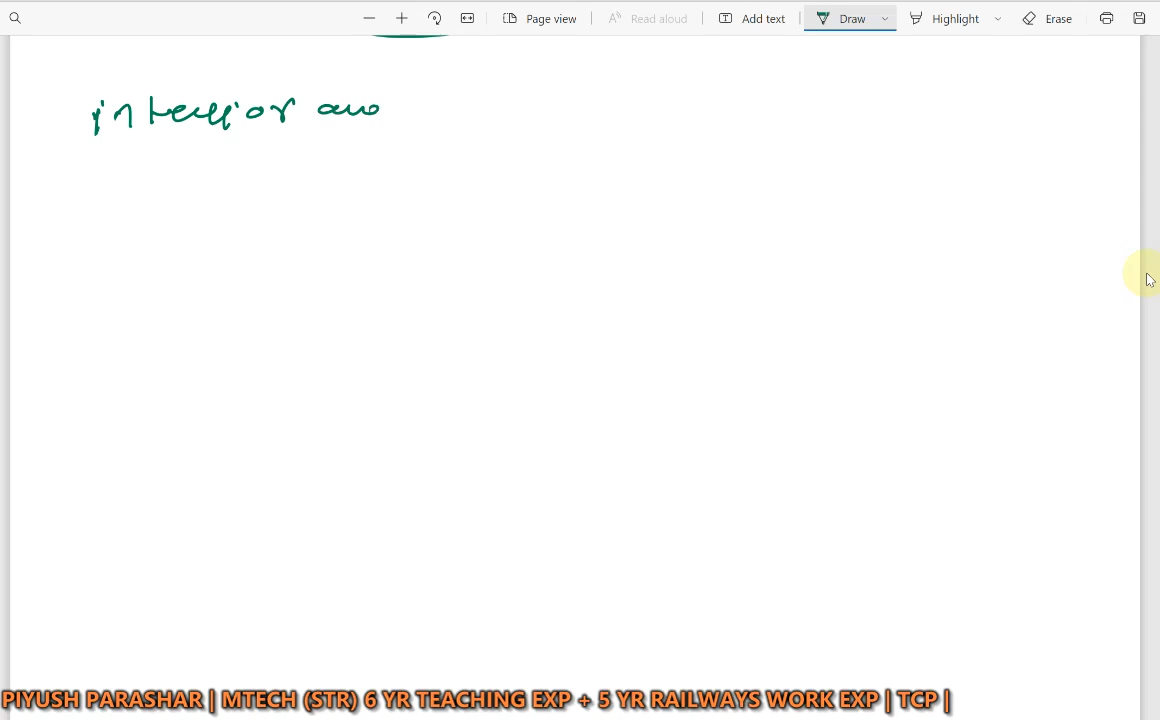 Page view
Read aloud
Add text
Draw
Highlight
Erase
PIYUSH PARASHAR | MTECH (STR) 6 YR TEACHING EXP + 5 YR RAILWAYS WORK EXP | TCP |